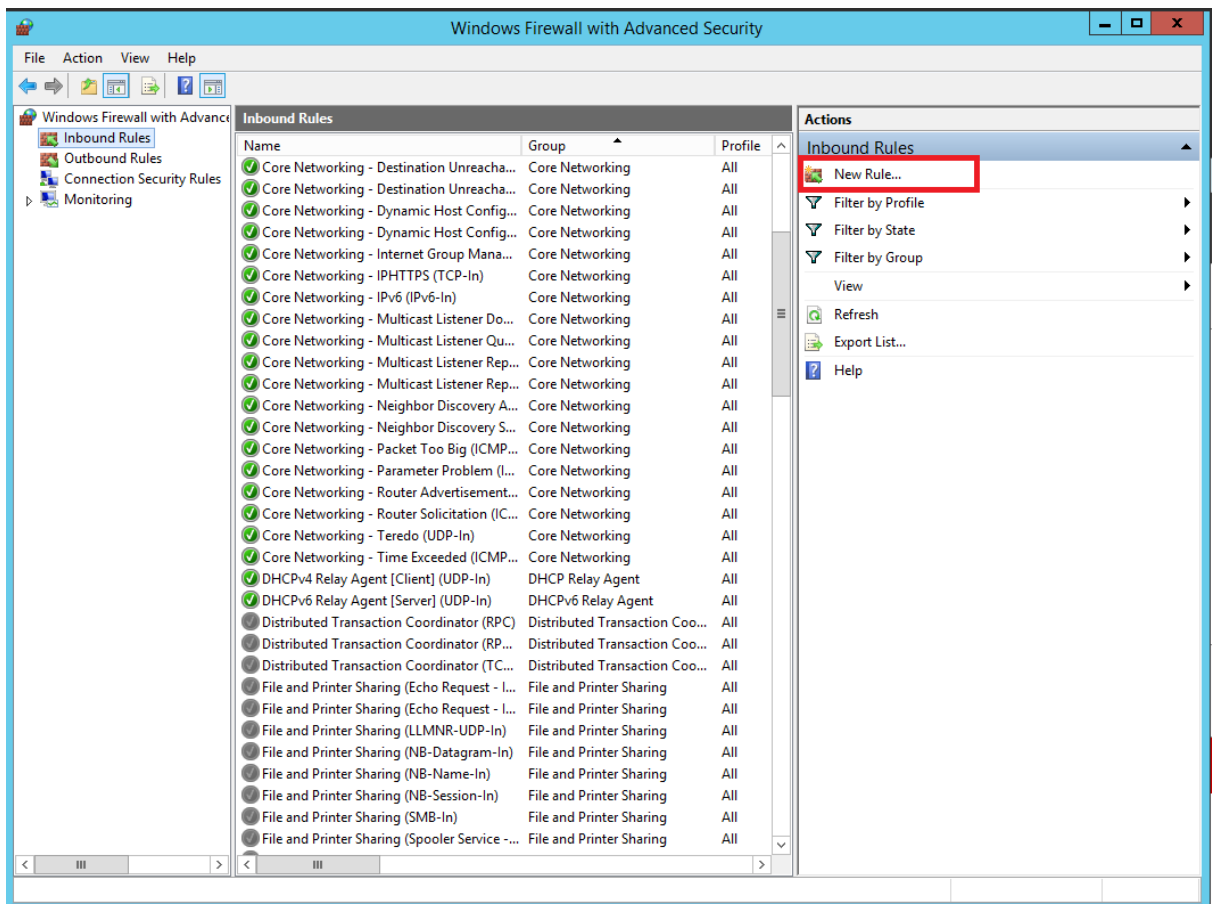 Windows Firewall with Advanced Security
File Action View Help
Windows Firewall with Advance
Inbound Rules
Outbound Rules
Connection Security Rules
Monitoring
Inbound Rules
Name Group Profile
Core Networking - Destination Unreacha... Core Networking All
Core Networking - Destination Unreacha... Core Networking All
Core Networking - Dynamic Host Config... Core Networking All
Core Networking - Dynamic Host Config... Core Networking All
Core Networking - Internet Group Mana... Core Networking All
Core Networking - IPHTTPS (TCP-In) Core Networking All
Core Networking - IPv6 (IPv6-In) Core Networking All
Core Networking - Multicast Listener Do... Core Networking All
Core Networking - Multicast Listener Qu... Core Networking All
Core Networking - Multicast Listener Rep... Core Networking All
Core Networking - Multicast Listener Rep... Core Networking All
Core Networking - Neighbor Discovery A... Core Networking All
Core Networking - Neighbor Discovery S... Core Networking All
Core Networking - Packet Too Big (ICMP... Core Networking All
Core Networking - Parameter Problem (I... Core Networking All
Core Networking - Router Advertisement... Core Networking All
Core Networking - Router Solicitation (IC... Core Networking All
Core Networking - Teredo (UDP-In) Core Networking All
Core Networking - Time Exceeded (ICMP... Core Networking All
DHCPv4 Relay Agent [Client] (UDP-In) DHCP Relay Agent All
DHCPv6 Relay Agent [Server] (UDP-In) DHCPv6 Relay Agent All
Distributed Transaction Coordinator (RPC) Distributed Transaction Coo... All
Distributed Transaction Coordinator (RP... Distributed Transaction Coo... All
Distributed Transaction Coordinator (TC... Distributed Transaction Coo... All
File and Printer Sharing (Echo Request - I... File and Printer Sharing All
File and Printer Sharing (Echo Request - I... File and Printer Sharing All
File and Printer Sharing (LLMNR-UDP-In) File and Printer Sharing All
File and Printer Sharing (NB-Datagram-In) File and Printer Sharing All
File and Printer Sharing (NB-Name-In) File and Printer Sharing All
File and Printer Sharing (NB-Session-In) File and Printer Sharing All
File and Printer Sharing (SMB-In) File and Printer Sharing All
File and Printer Sharing (Spooler Service -... File and Printer Sharing All
Actions
Inbound Rules
New Rule...
Filter by Profile
Filter by State
Filter by Group
View
Refresh
Export List...
Help